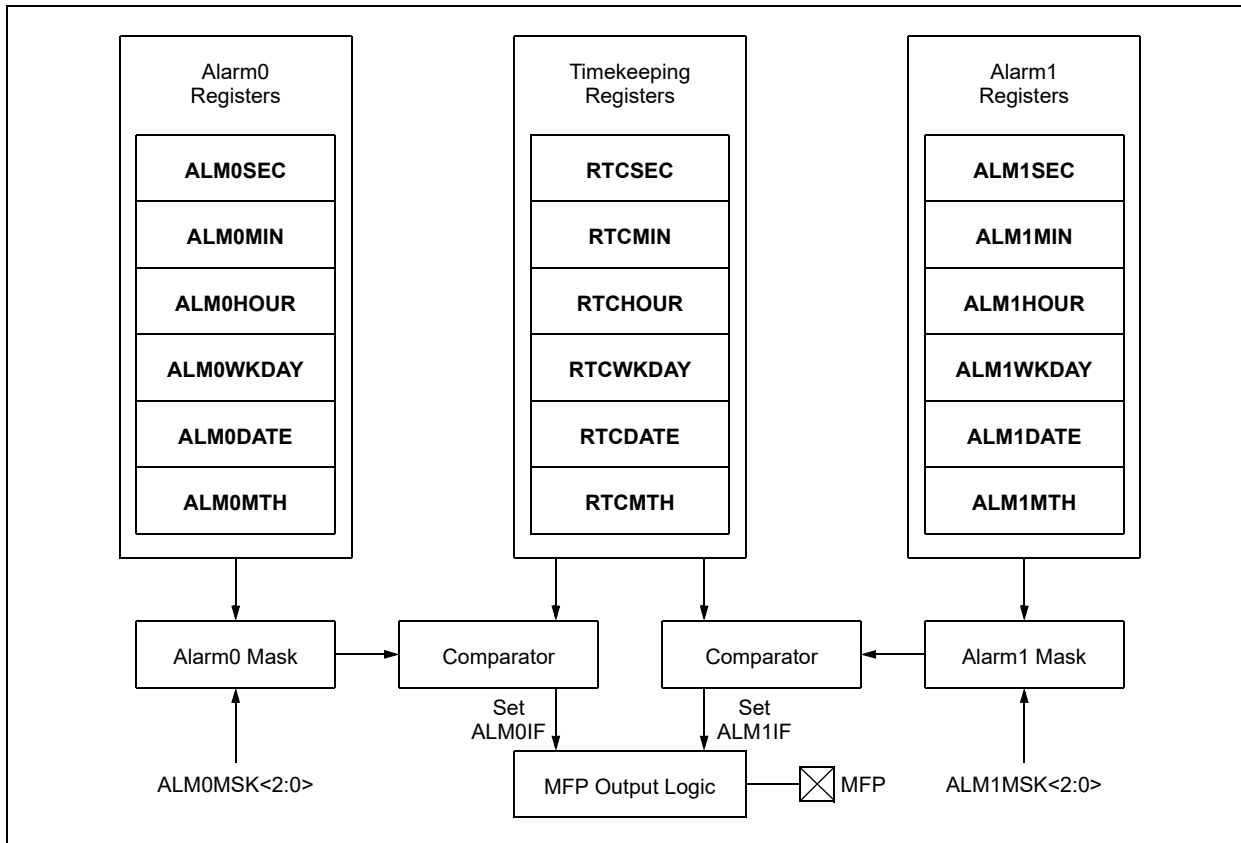 Alarm0
Registers
ALM0SEC
ALM0MIN
ALM0HOUR
ALM0WKDAY
ALM0DATE
ALM0MTH
Timekeeping
Registers
RTCSEC
RTCMIN
RTCHOUR
RTCWKDAY
RTCDATE
RTCMTH
Alarm1
Registers
ALM1SEC
ALM1MIN
ALM1HOUR
ALM1WKDAY
ALM1DATE
ALM1MTH
Alarm0 Mask
Comparator
Comparator
Alarm1 Mask
Set
ALM0IF
Set
ALM1IF
ALM0MSK<2:0>
MFP Output Logic
MFP
ALM1MSK<2:0>